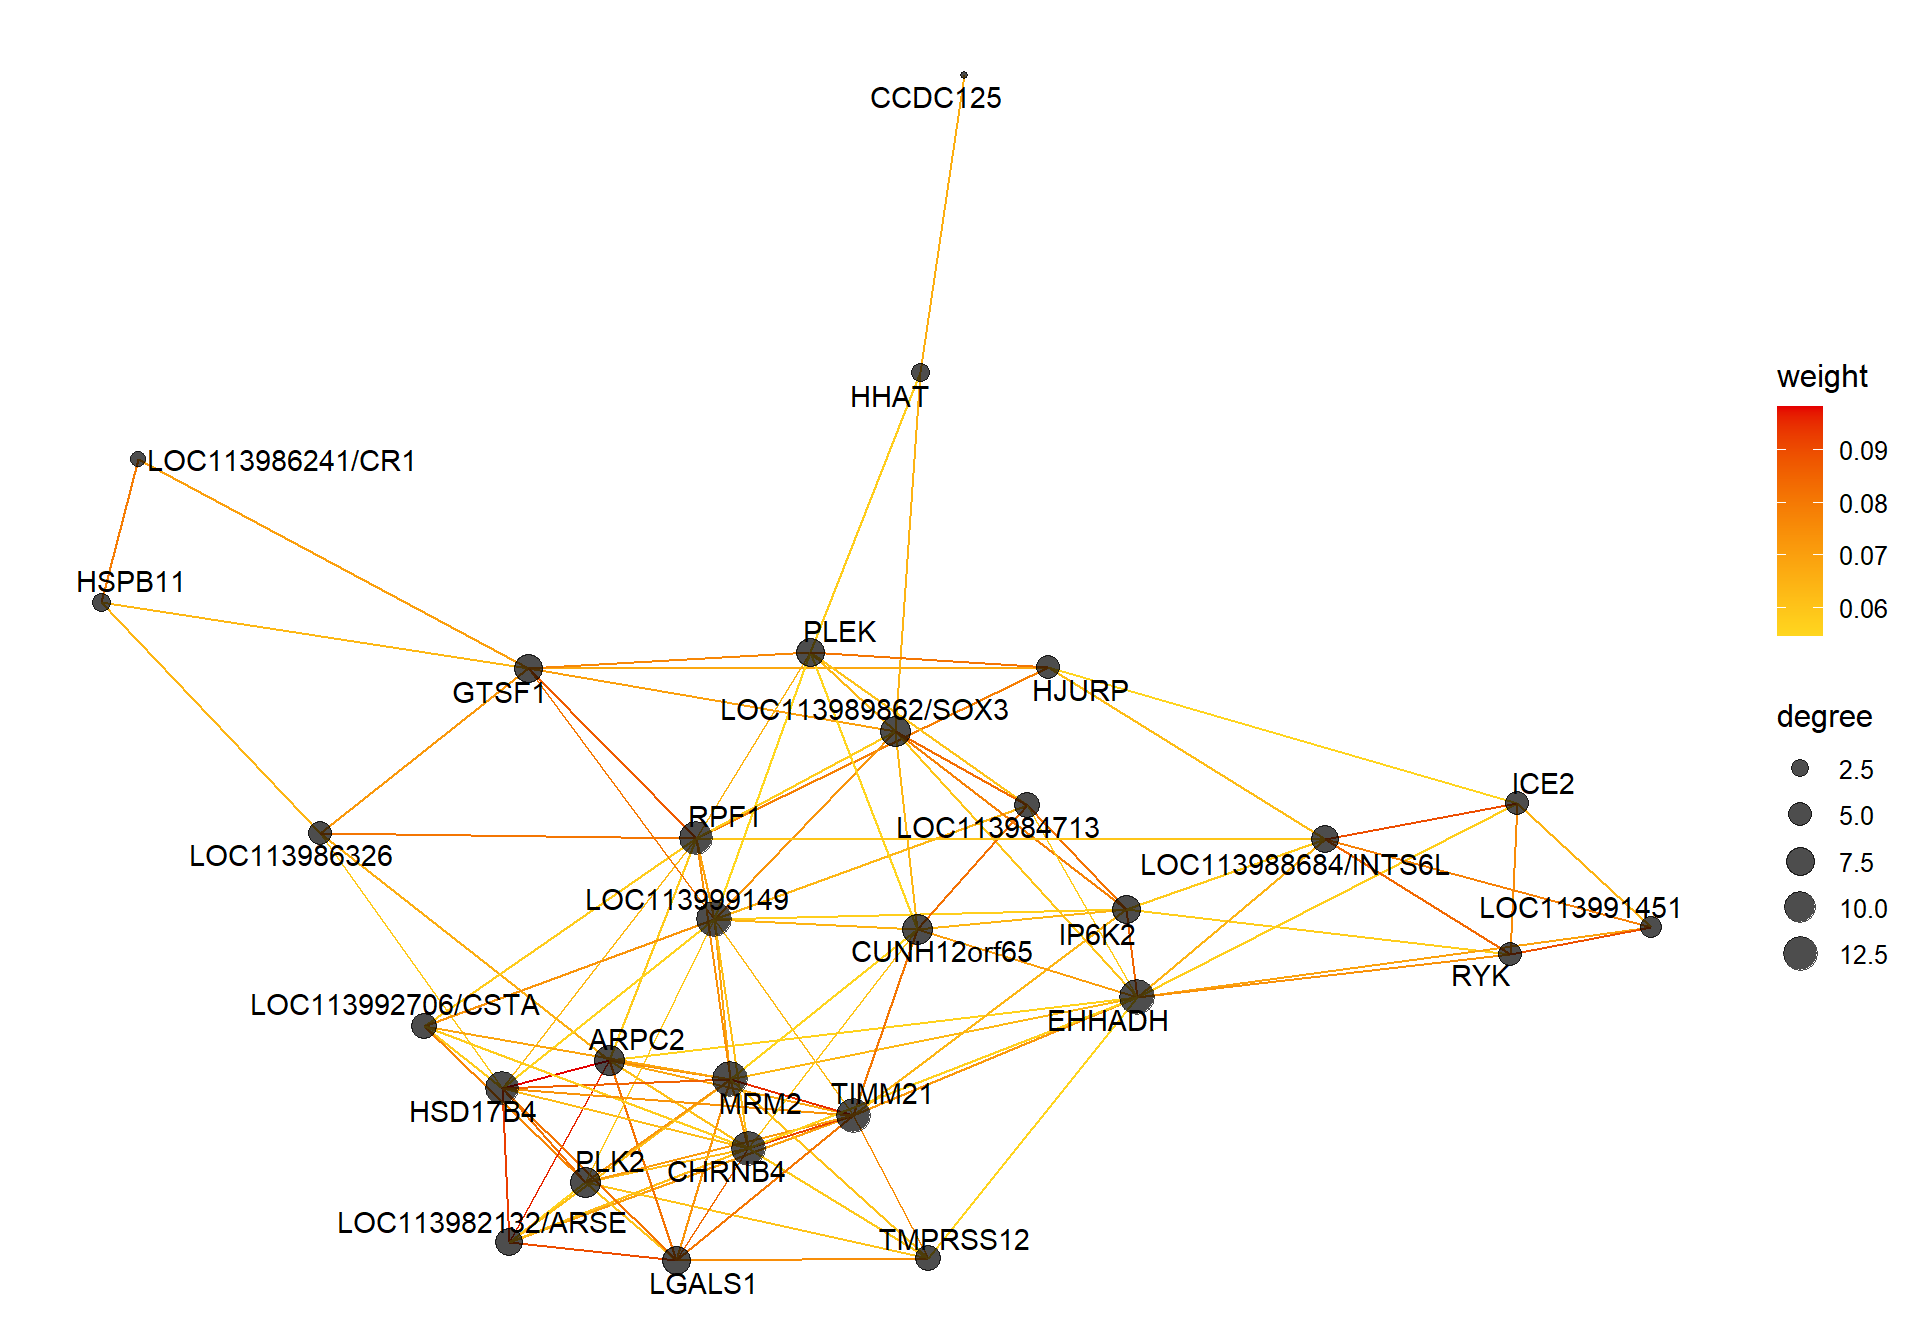 CCDC125
HHAT
LOC113986241/CR1
HSPB11
PLEK
GTSF1
HJURP
LOC113989862/SOX3
ICE2
RPF1
LOC113984713
LOC113986326
LOC113988684/INTS6L
LOC113999149
LOC113991451
IP6K2
CUNH12orf65
RYK
LOC113992706/CSTA
EHHADH
ARPC2
TIMM21
MRM2
HSD17B4
PLK2
CHRNB4
LOC113982132/ARSE
TMPRSS12
LGALS1
weight
0.09
0.08
0.07
0.06
degree
2.5
5.0
7.5
10.0
12.5